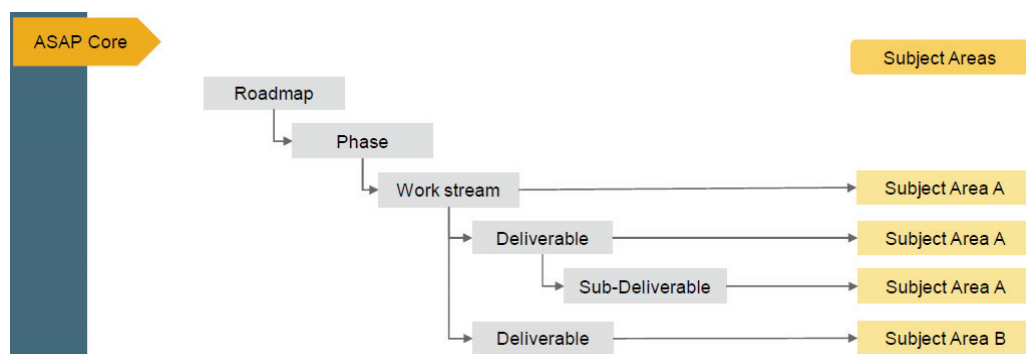 ASAP Core
Subject Areas
Roadmap
Phase
Work stream
Subject Area A
Deliverable
Subject Area A
Sub-Deliverable
Subject Area A
Deliverable
Subject Area B